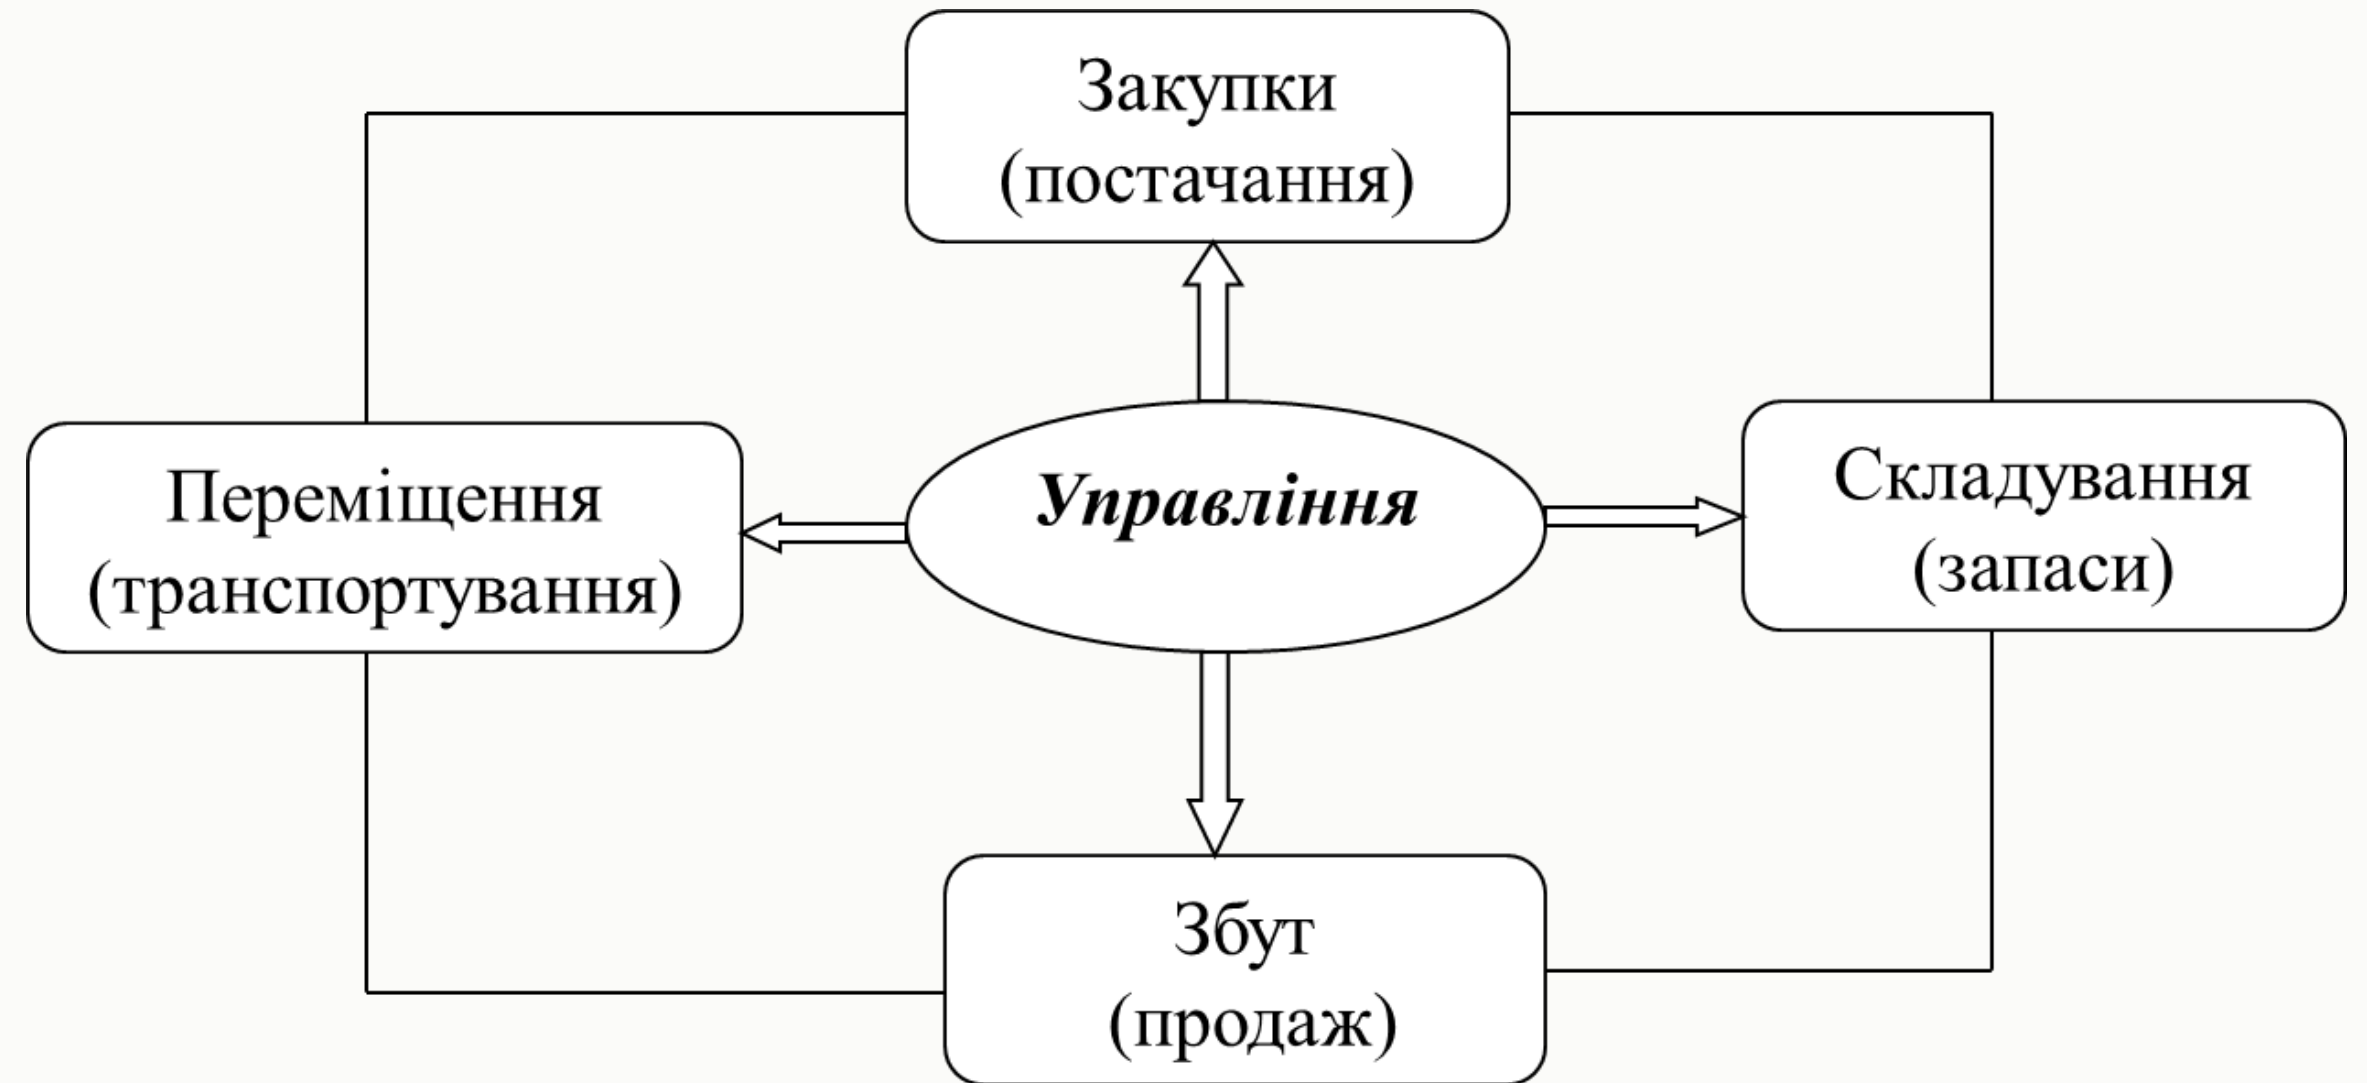 Закупки
(постачання)
Переміщення
(транспортування)
Управління
Складування
(запаси)
Збут
(продаж)